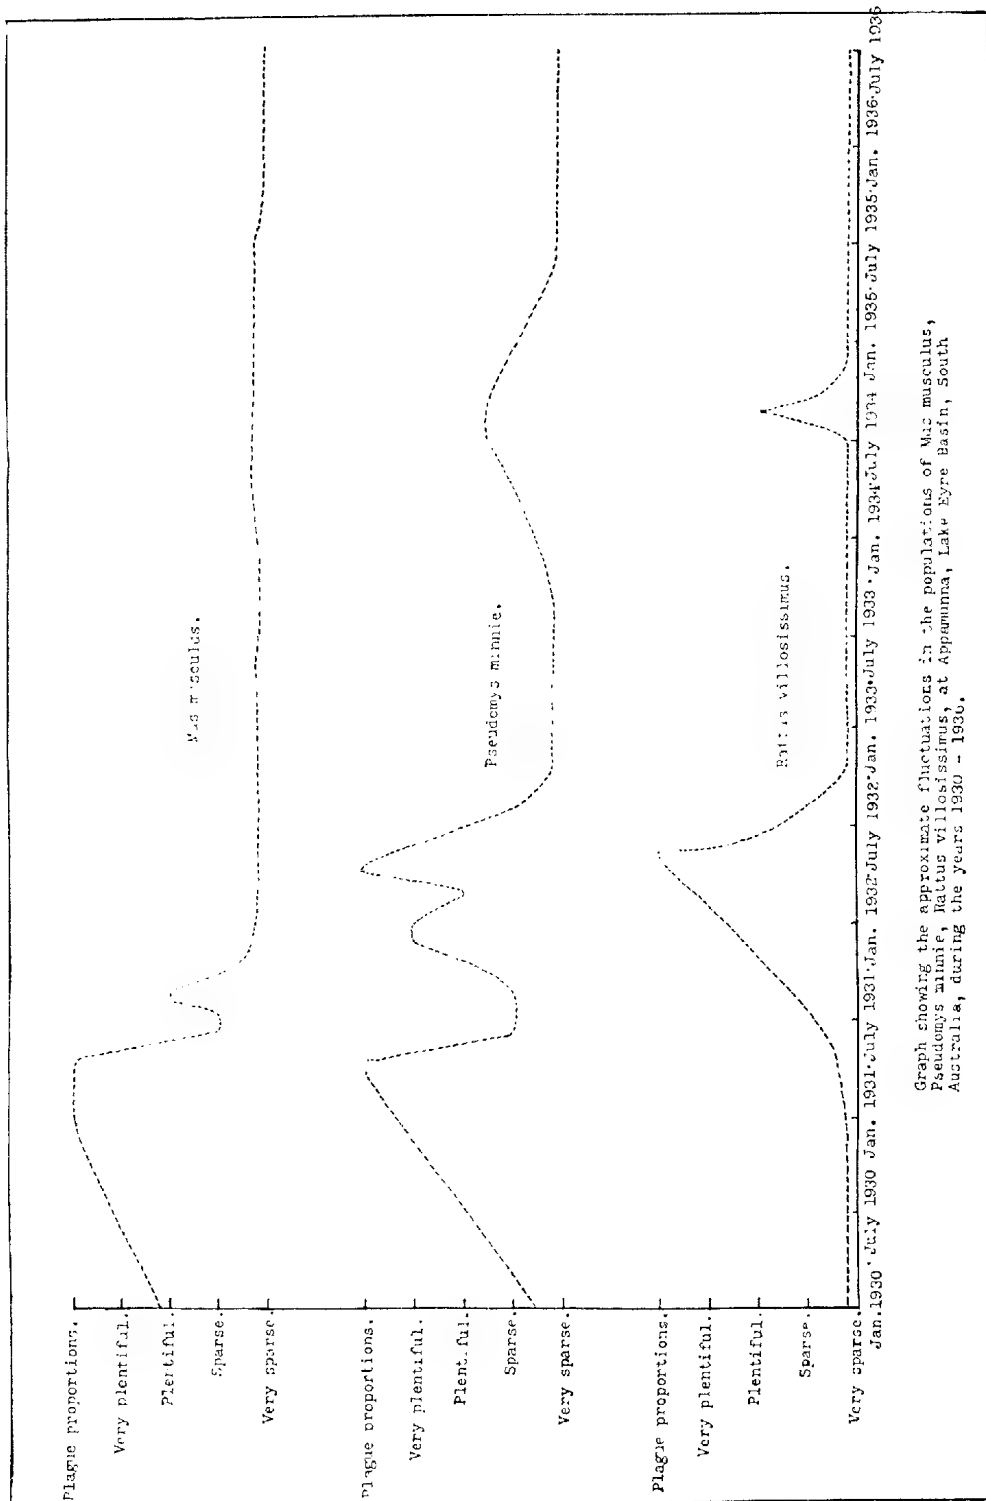 Plague proportions.
Very plentiful.
Plentiful.
Sparse.
Very sparse.
Mus musculus.
Plague proportions.
Very plentiful.
Plentiful.
Sparse.
Very sparse.
Pseudomys minnie.
Plague proportions.
Very plentiful.
Plentiful.
Sparse.
Very sparse.
Rattus villosissimus.
Jan.1930 July 1930 Jan. 1931·July 1931·Jan. 1932·July 1932·Jan. 1933·July 1933·Jan. 1934·July 1934 Jan. 1935·July 1935·Jan. 1936·July 1936
Graph showing the approximate fluctuations in the populations of Mus musculus,
Pseudomys minnie, Rattus villosissimus, at Appamunna, Lake Eyre Basin, South
Australia, during the years 1930 - 1936.